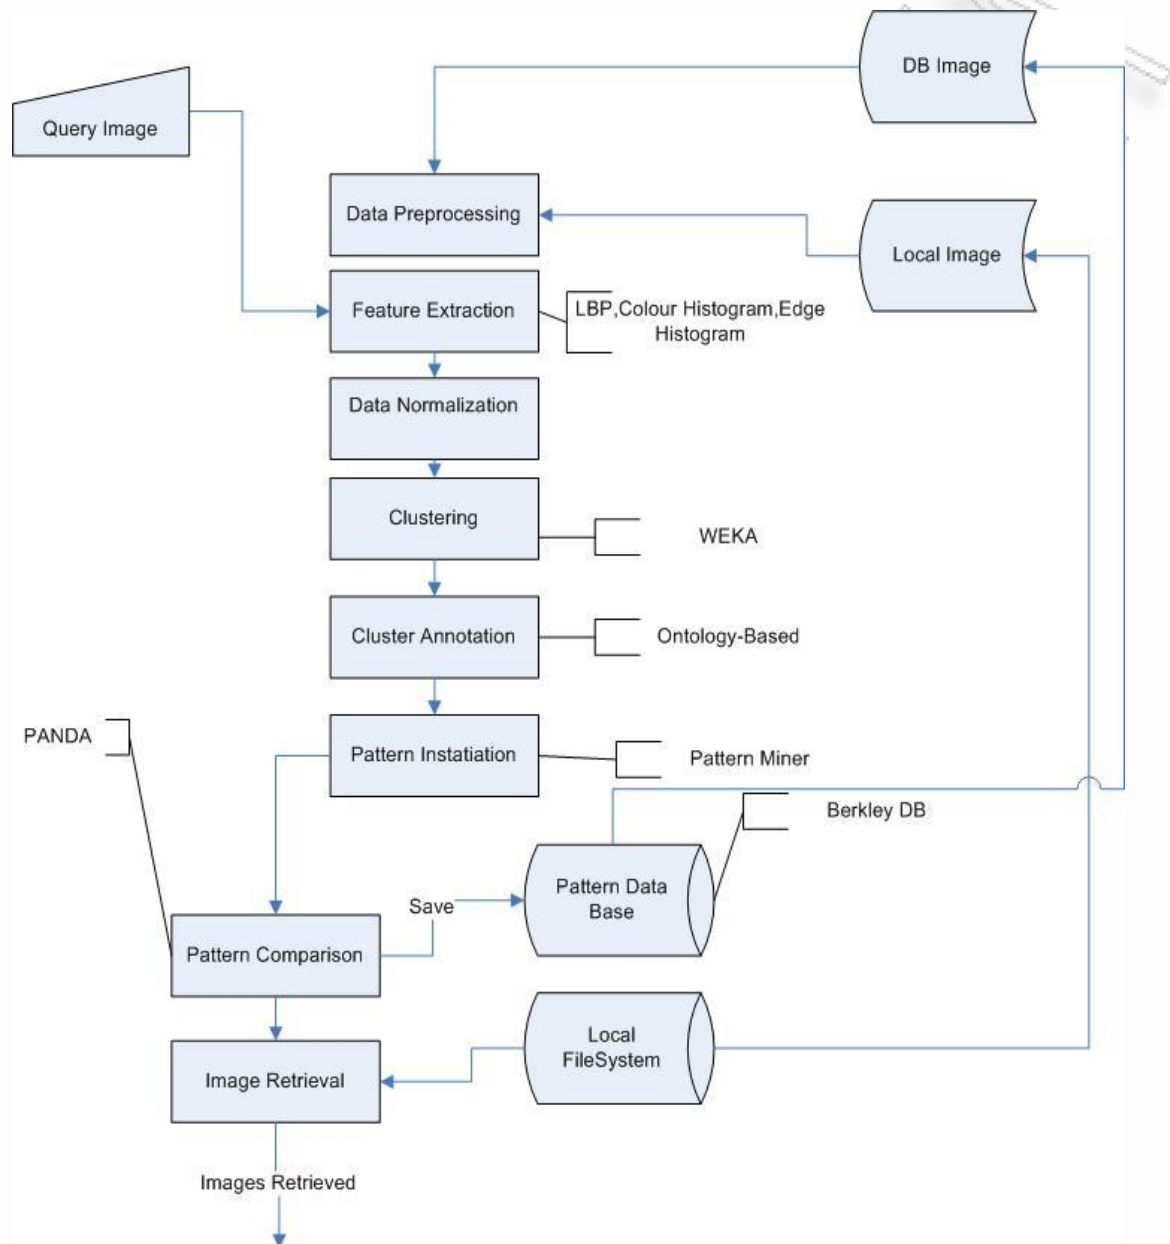 DB Image
Query Image
Data Preprocessing
Local Image
Feature Extraction
LBP,Colour Histogram,Edge
Histogram
Data Normalization
Clustering
WEKA
Cluster Annotation
Ontology-Based
PANDA
Pattern Instatiation
Pattern Miner
Berkley DB
Pattern Data
Base
Save
Pattern Comparison
Local
FileSystem
Image Retrieval
Images Retrieved